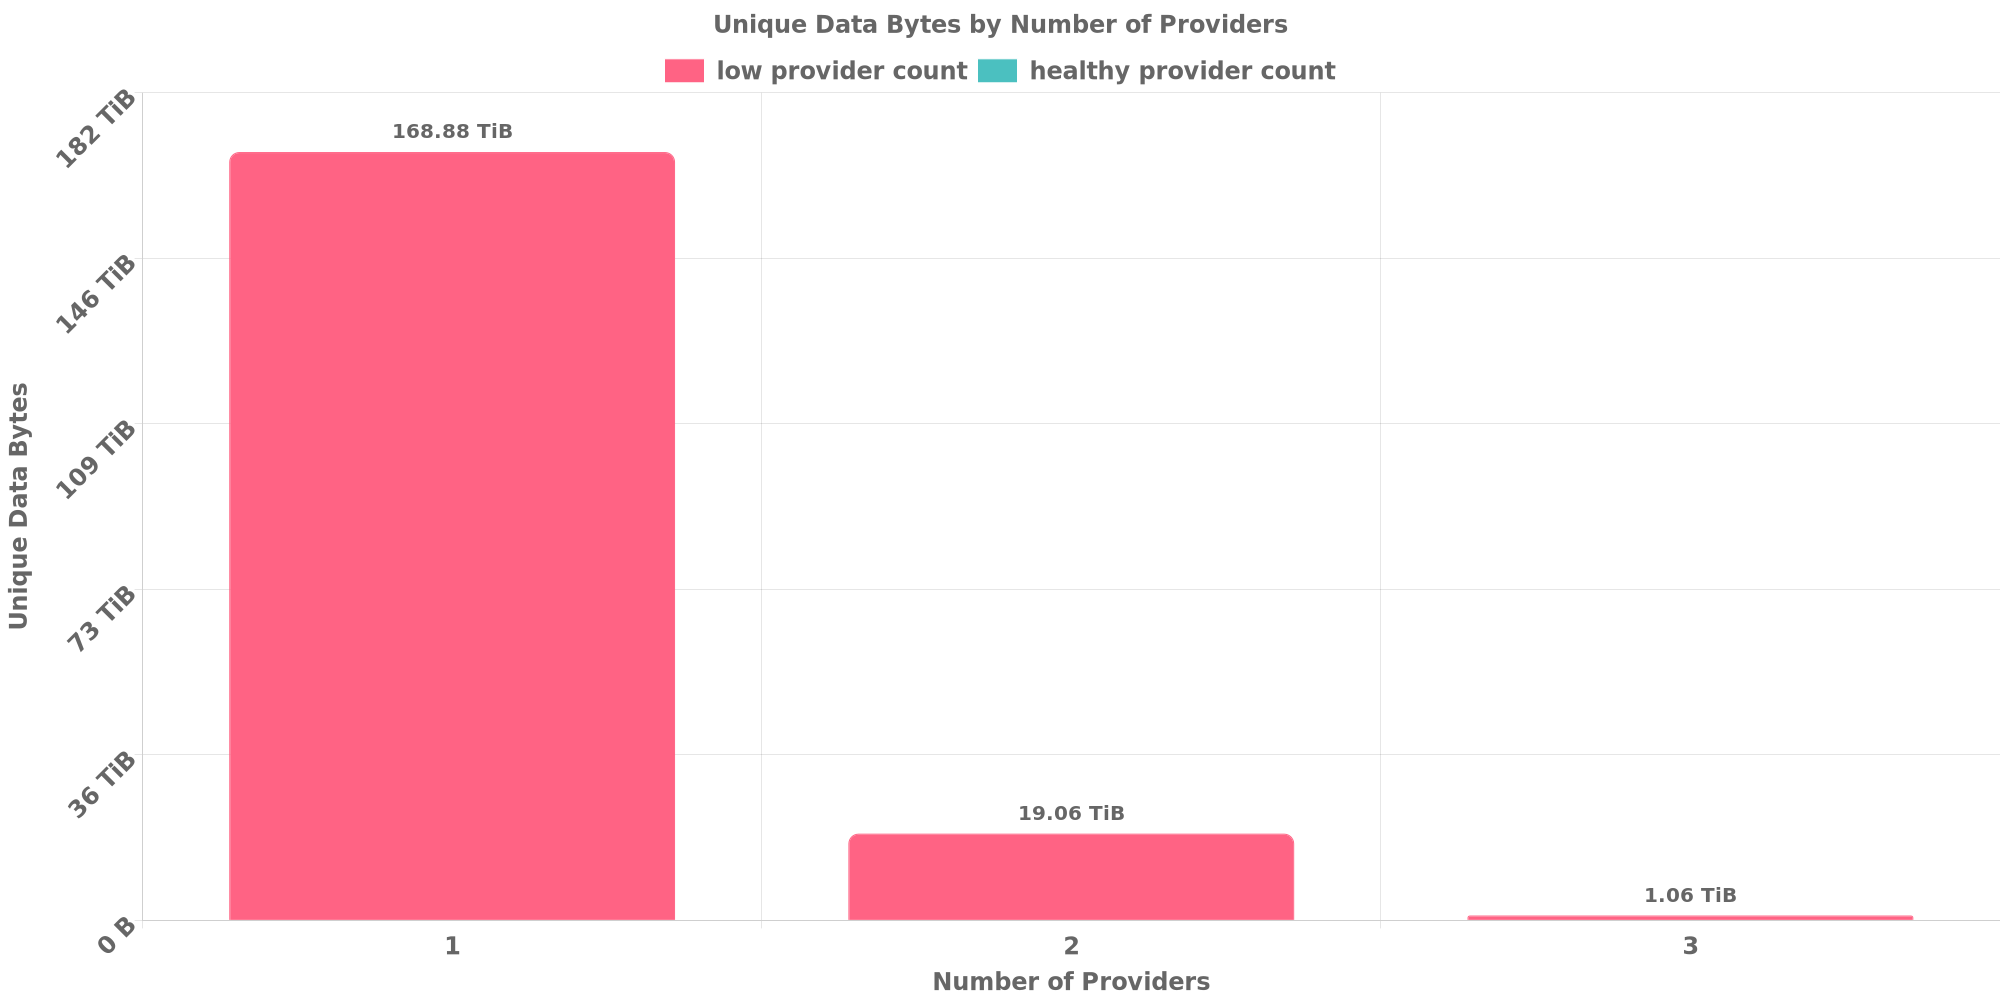 Unique Data Bytes by Number of Providers
low provider count healthy provider count
182 TiB
168.88 TiB
146 TiB
109 TiB
73 TiB
36 TiB
19.06 TiB
1.06 TiB
0 B
Unique Data Bytes
1 2 3
Number of Providers